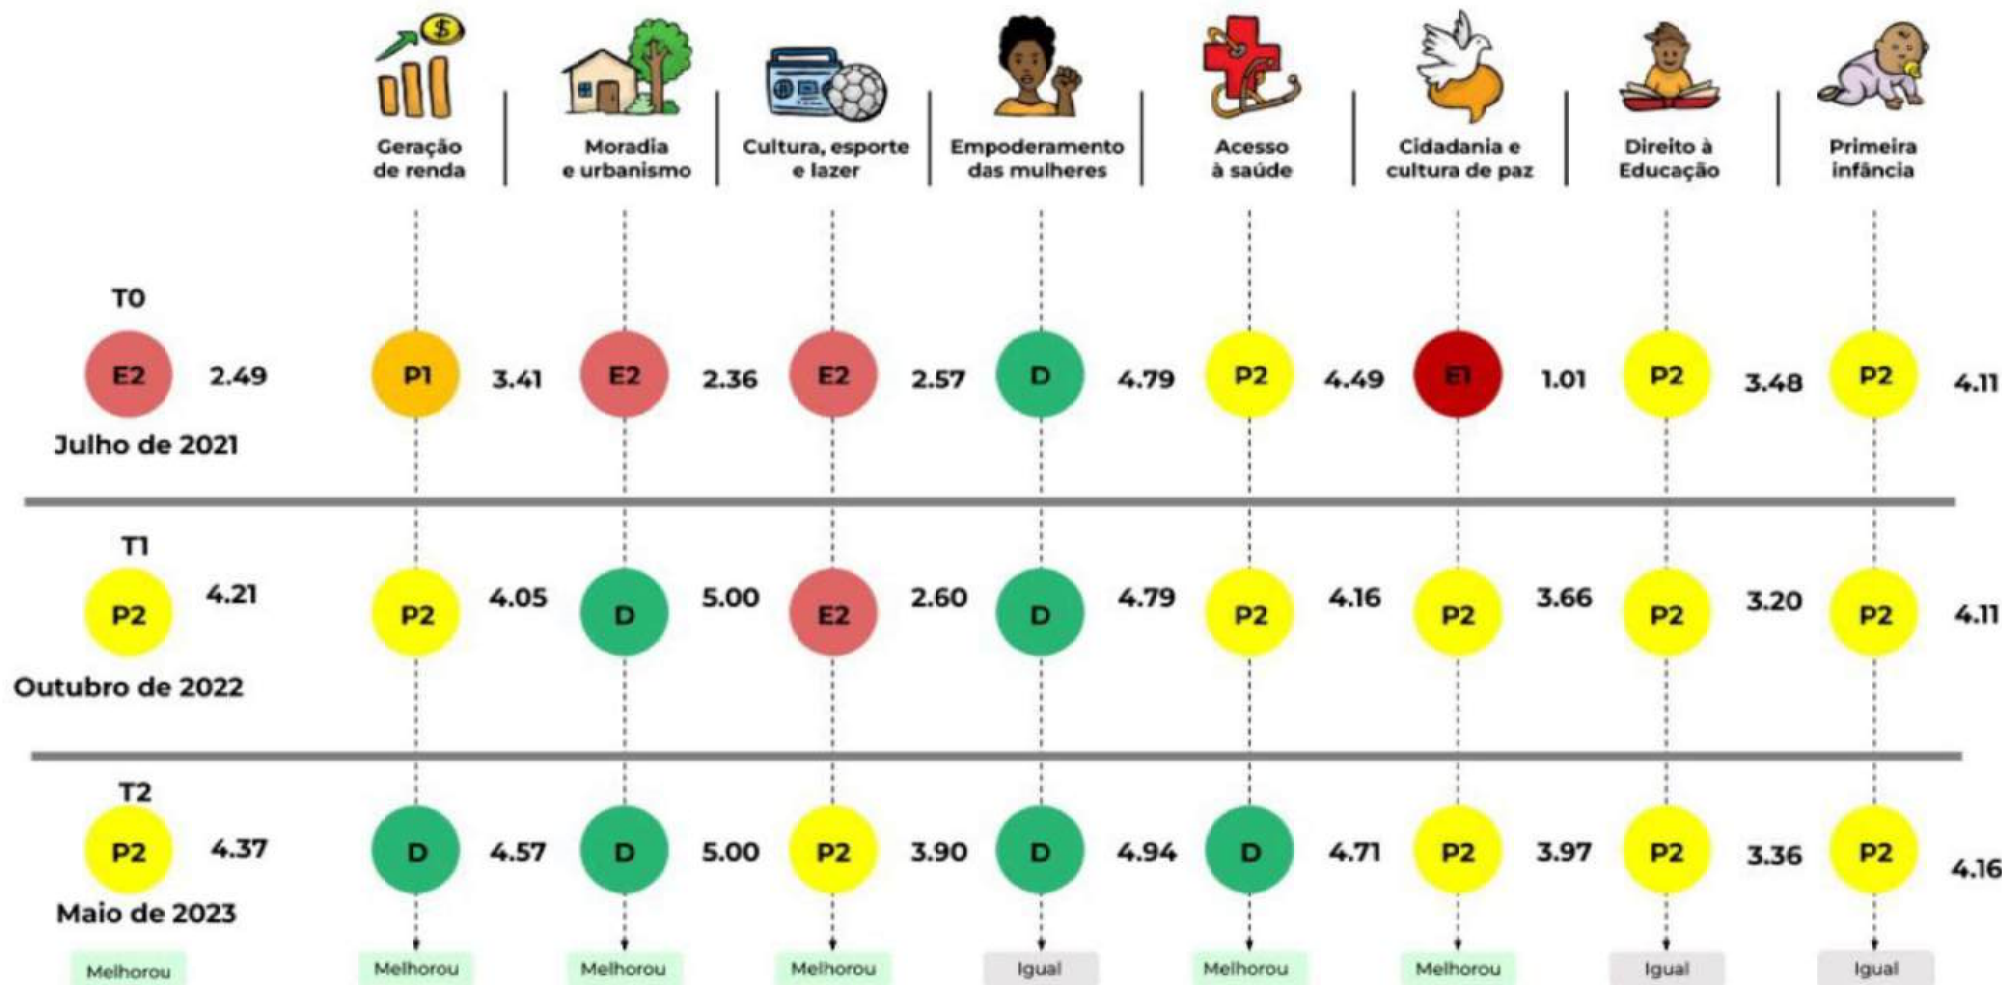 $
Geração
de renda
Moradia
e urbanismo
Cultura, esporte
e lazer
Empoderamento
das mulheres
Acesso
à saúde
Cidadania e
cultura de paz
Direito à
Educação
Primeira
infância
T0
E2 2.49 P1 3.41 E2 2.36 E2 2.57 D 4.79 P2 4.49 E1 1.01 P2 3.48 P2 4.11
Julho de 2021
T1
P2 4.21 P2 4.05 D 5.00 E2 2.60 D 4.79 P2 4.16 P2 3.66 P2 3.20 P2 4.11
Outubro de 2022
T2
P2 4.37 D 4.57 D 5.00 P2 3.90 D 4.94 D 4.71 P2 3.97 P2 3.36 P2 4.16
Maio de 2023
Melhorou Melhorou Melhorou Melhorou Igual Melhorou Melhorou Igual Igual